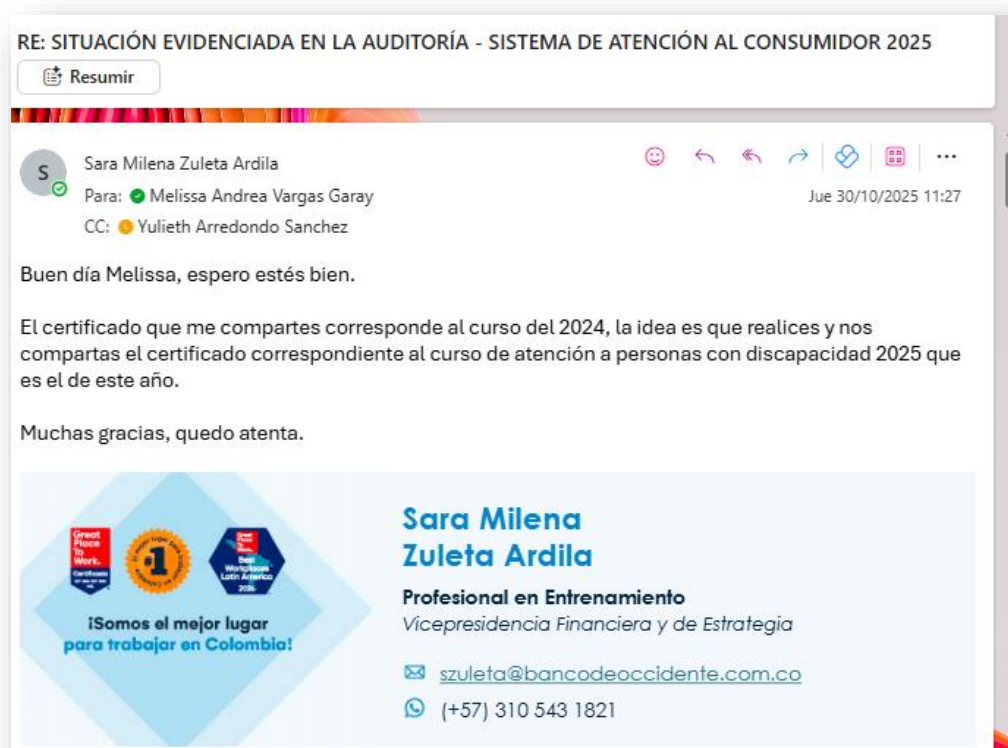 RE: SITUACIÓN EVIDENCIADA EN LA AUDITORÍA - SISTEMA DE ATENCIÓN AL CONSUMIDOR 2025
Resumir
S
Sara Milena Zuleta Ardila
Para: Melissa Andrea Vargas Garay
Jue 30/10/2025 11:27
CC: Yulieth Arredondo Sanchez
Buen día Melissa, espero estés bien.
El certificado que me compartes corresponde al curso del 2024, la idea es que realices y nos
compartas el certificado correspondiente al curso de atención a personas con discapacidad 2025 que
es el de este año.
Muchas gracias, quedo atenta.
Great
Place
To
Work.
#1
Best
Workplaces
Latin America
¡Somos el mejor lugar
para trabajar en Colombia!
Sara Milena
Zuleta Ardila
Profesional en Entrenamiento
Vicepresidencia Financiera y de Estrategia
szuleta@bancodeoccidente.com.co
(+57) 310 543 1821